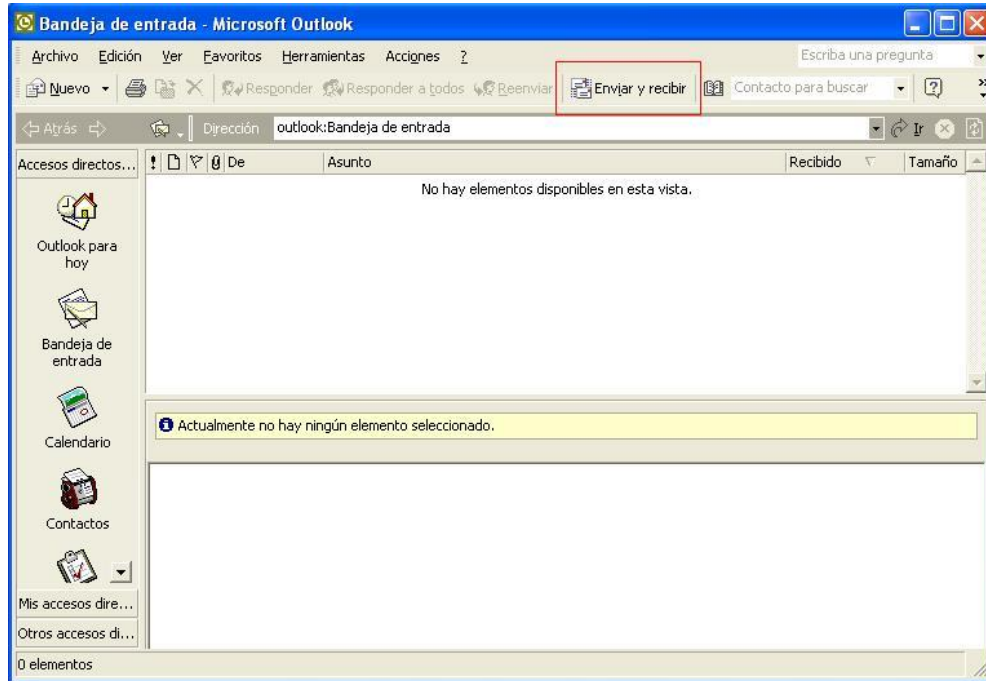 Bandeja de entrada - Microsoft Outlook
Archivo Edición Ver Favoritos Herramientas Acciones ? Escriba una pregunta
Nuevo Responder Responder a todos Reenviar Enviar y recibir Contacto para buscar
Atrás Dirección outlook:Bandeja de entrada Ir
Accesos directos... De Asunto Recibido Tamaño
No hay elementos disponibles en esta vista.
Outlook para
hoy
Bandeja de
entrada
Calendario
Contactos
Actualmente no hay ningún elemento seleccionado.
Mis accesos dire...
Otros accesos di...
0 elementos